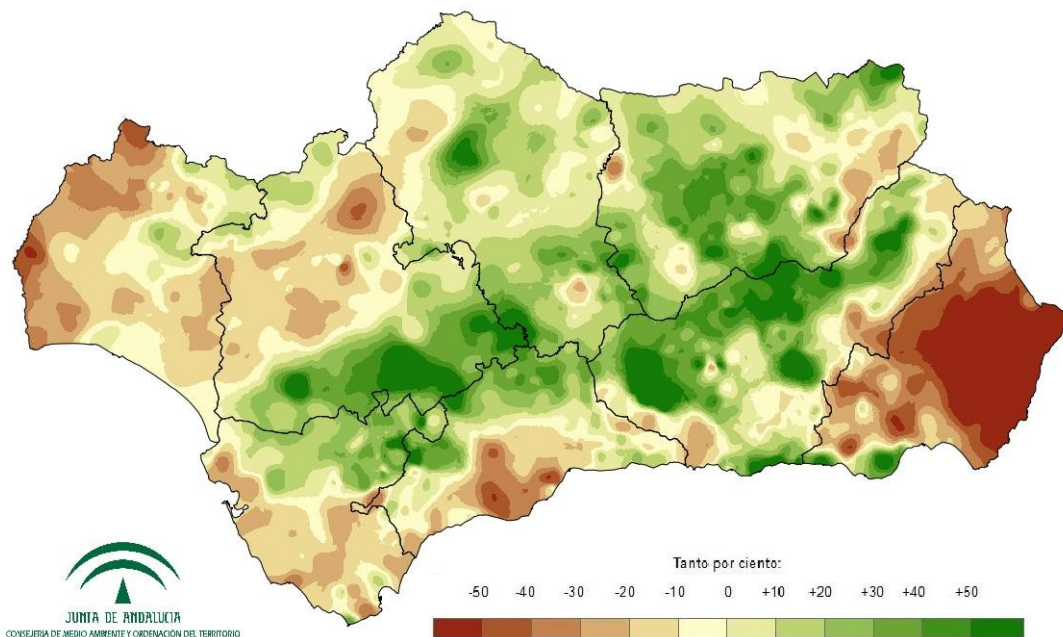 Tanto por ciento:
-50 -40 -30 -20 -10 0 +10 +20 +30 +40 +50
JUNTA DE ANDALUCIA
CONSEJERÍA DE MEDIO AMBIENTE Y ORDENACIÓN DEL TERRITORIO